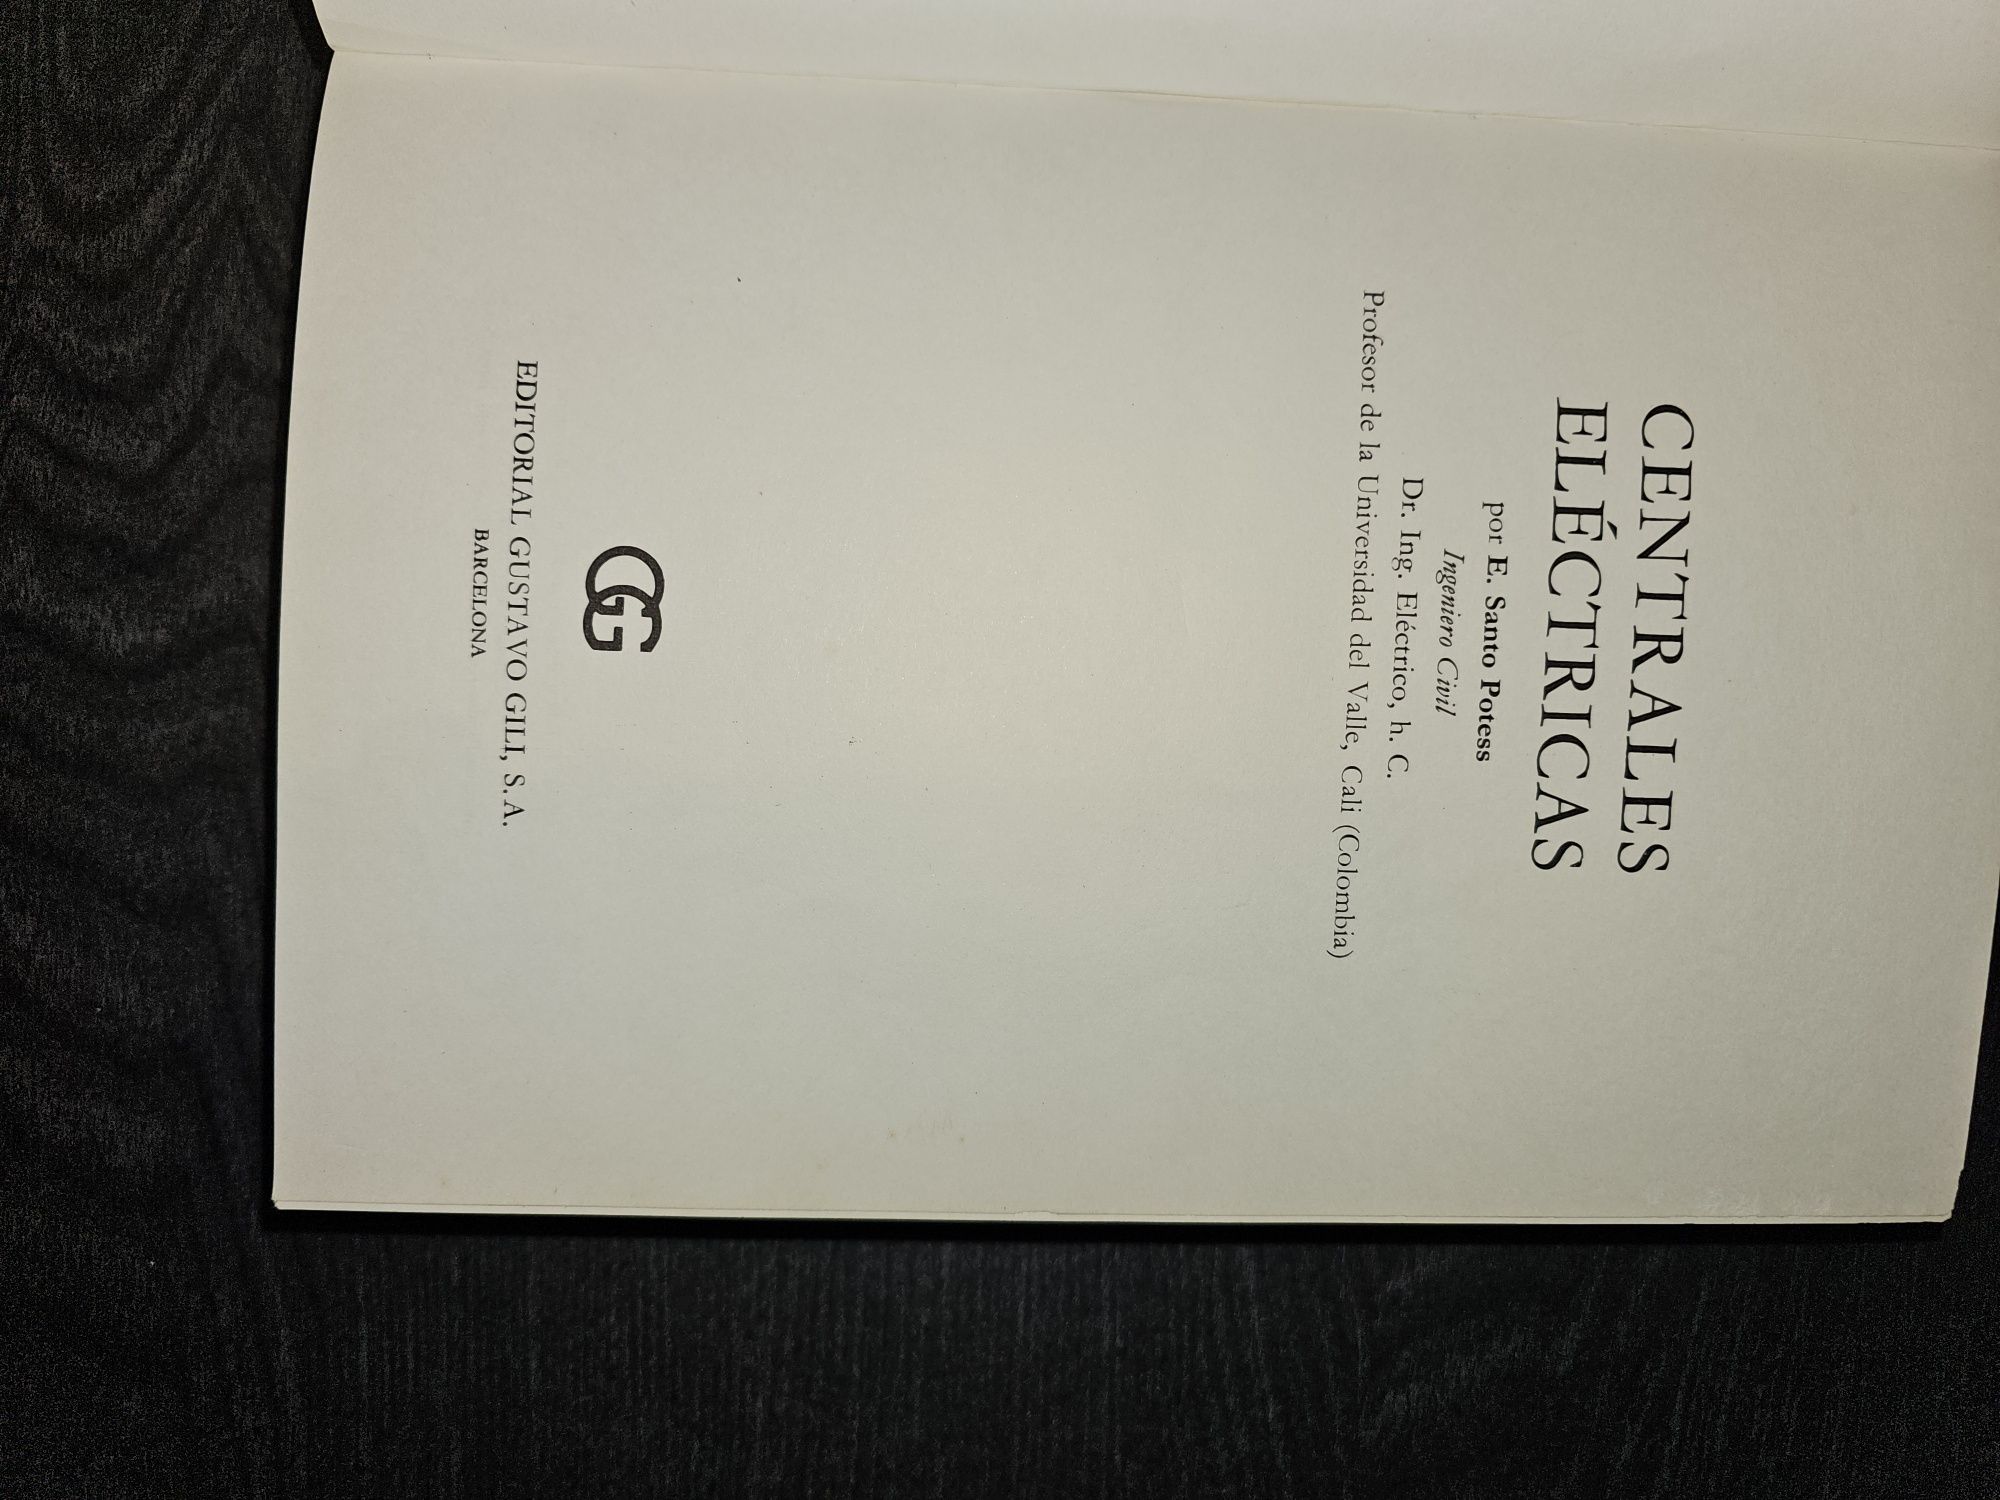 CENTRALES
ELÉCTRICAS
por E. Santo Potess
Ingeniero Civil
Dr. Ing. Eléctrico, h. C.
Profesor de la Universidad del Valle, Cali (Colombia)
GG
EDITORIAL GUSTAVO GILI, S. A.
BARCELONA